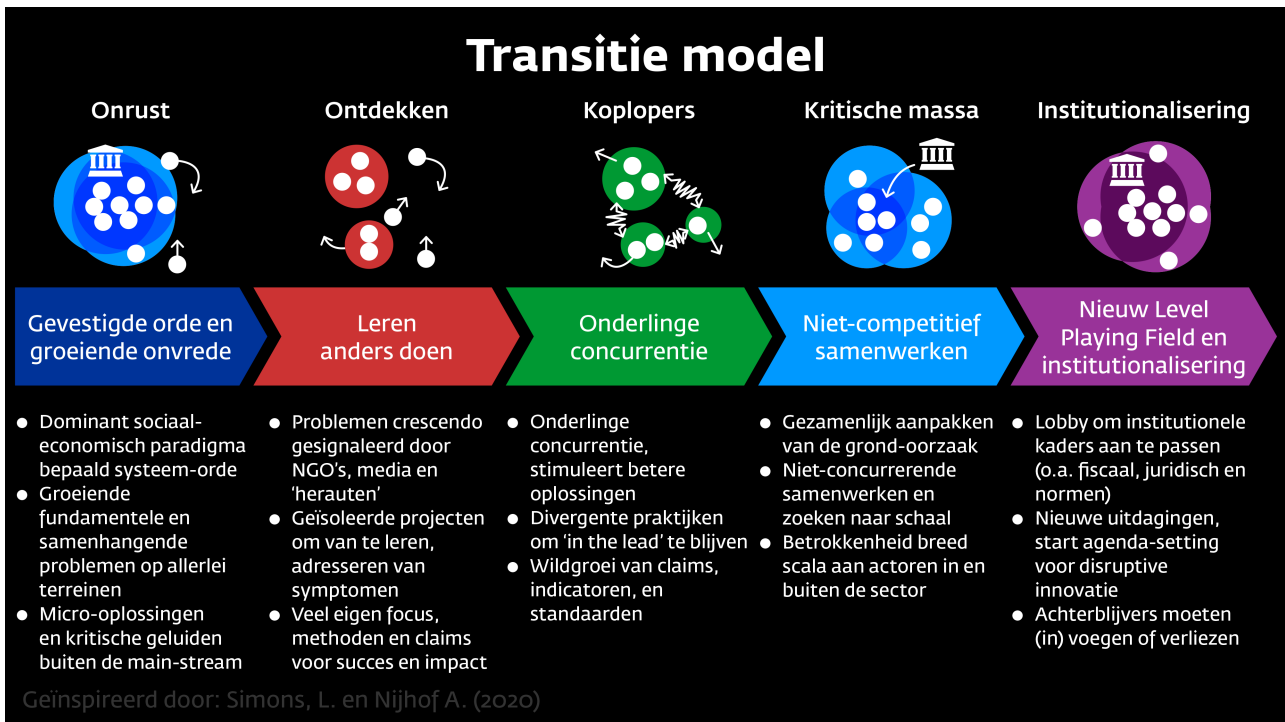 Transitie model
Onrust
Ontdekken
Koplopers
Kritische massa
Institutionalisering
Gevestigde orde en
groeiende onvrede
Leren
anders doen
Onderlinge
concurrentie
Niet-competitief
samenwerken
Nieuw Level
Playing Field en
institutionalisering
● Dominant sociaal-
economisch paradigma
bepaald systeem-orde
● Groeiende
fundamentele en
samenhangende
problemen op allerlei
terreinen
● Micro-oplossingen
en kritische geluiden
buiten de main-stream
● Problemen crescendo
gesignaleerd door
NGO’s, media en
‘herauten’
● Geïsoleerde projecten
om van te leren,
adresseren van
symptomen
● Veel eigen focus,
methoden en claims
voor succes en impact
● Onderlinge
concurrentie,
stimuleert betere
oplossingen
● Divergente praktijken
om ‘in the lead’ te blijven
● Wildgroei van claims,
indicatoren, en
standaarden
● Gezamenlijk aanpakken
van de grond-oorzaak
● Niet-concurrerende
samenwerken en
zoeken naar schaal
● Betrokkenheid breed
scala aan actoren in en
buiten de sector
● Lobby om institutionele
kaders aan te passen
(o.a. fiscaal, juridisch en
normen)
● Nieuwe uitdagingen,
start agenda-setting
voor disruptive
innovatie
● Achterblijvers moeten
(in) voegen of verliezen
Geïnspireerd door: Simons, L. en Nijhof A. (2020)